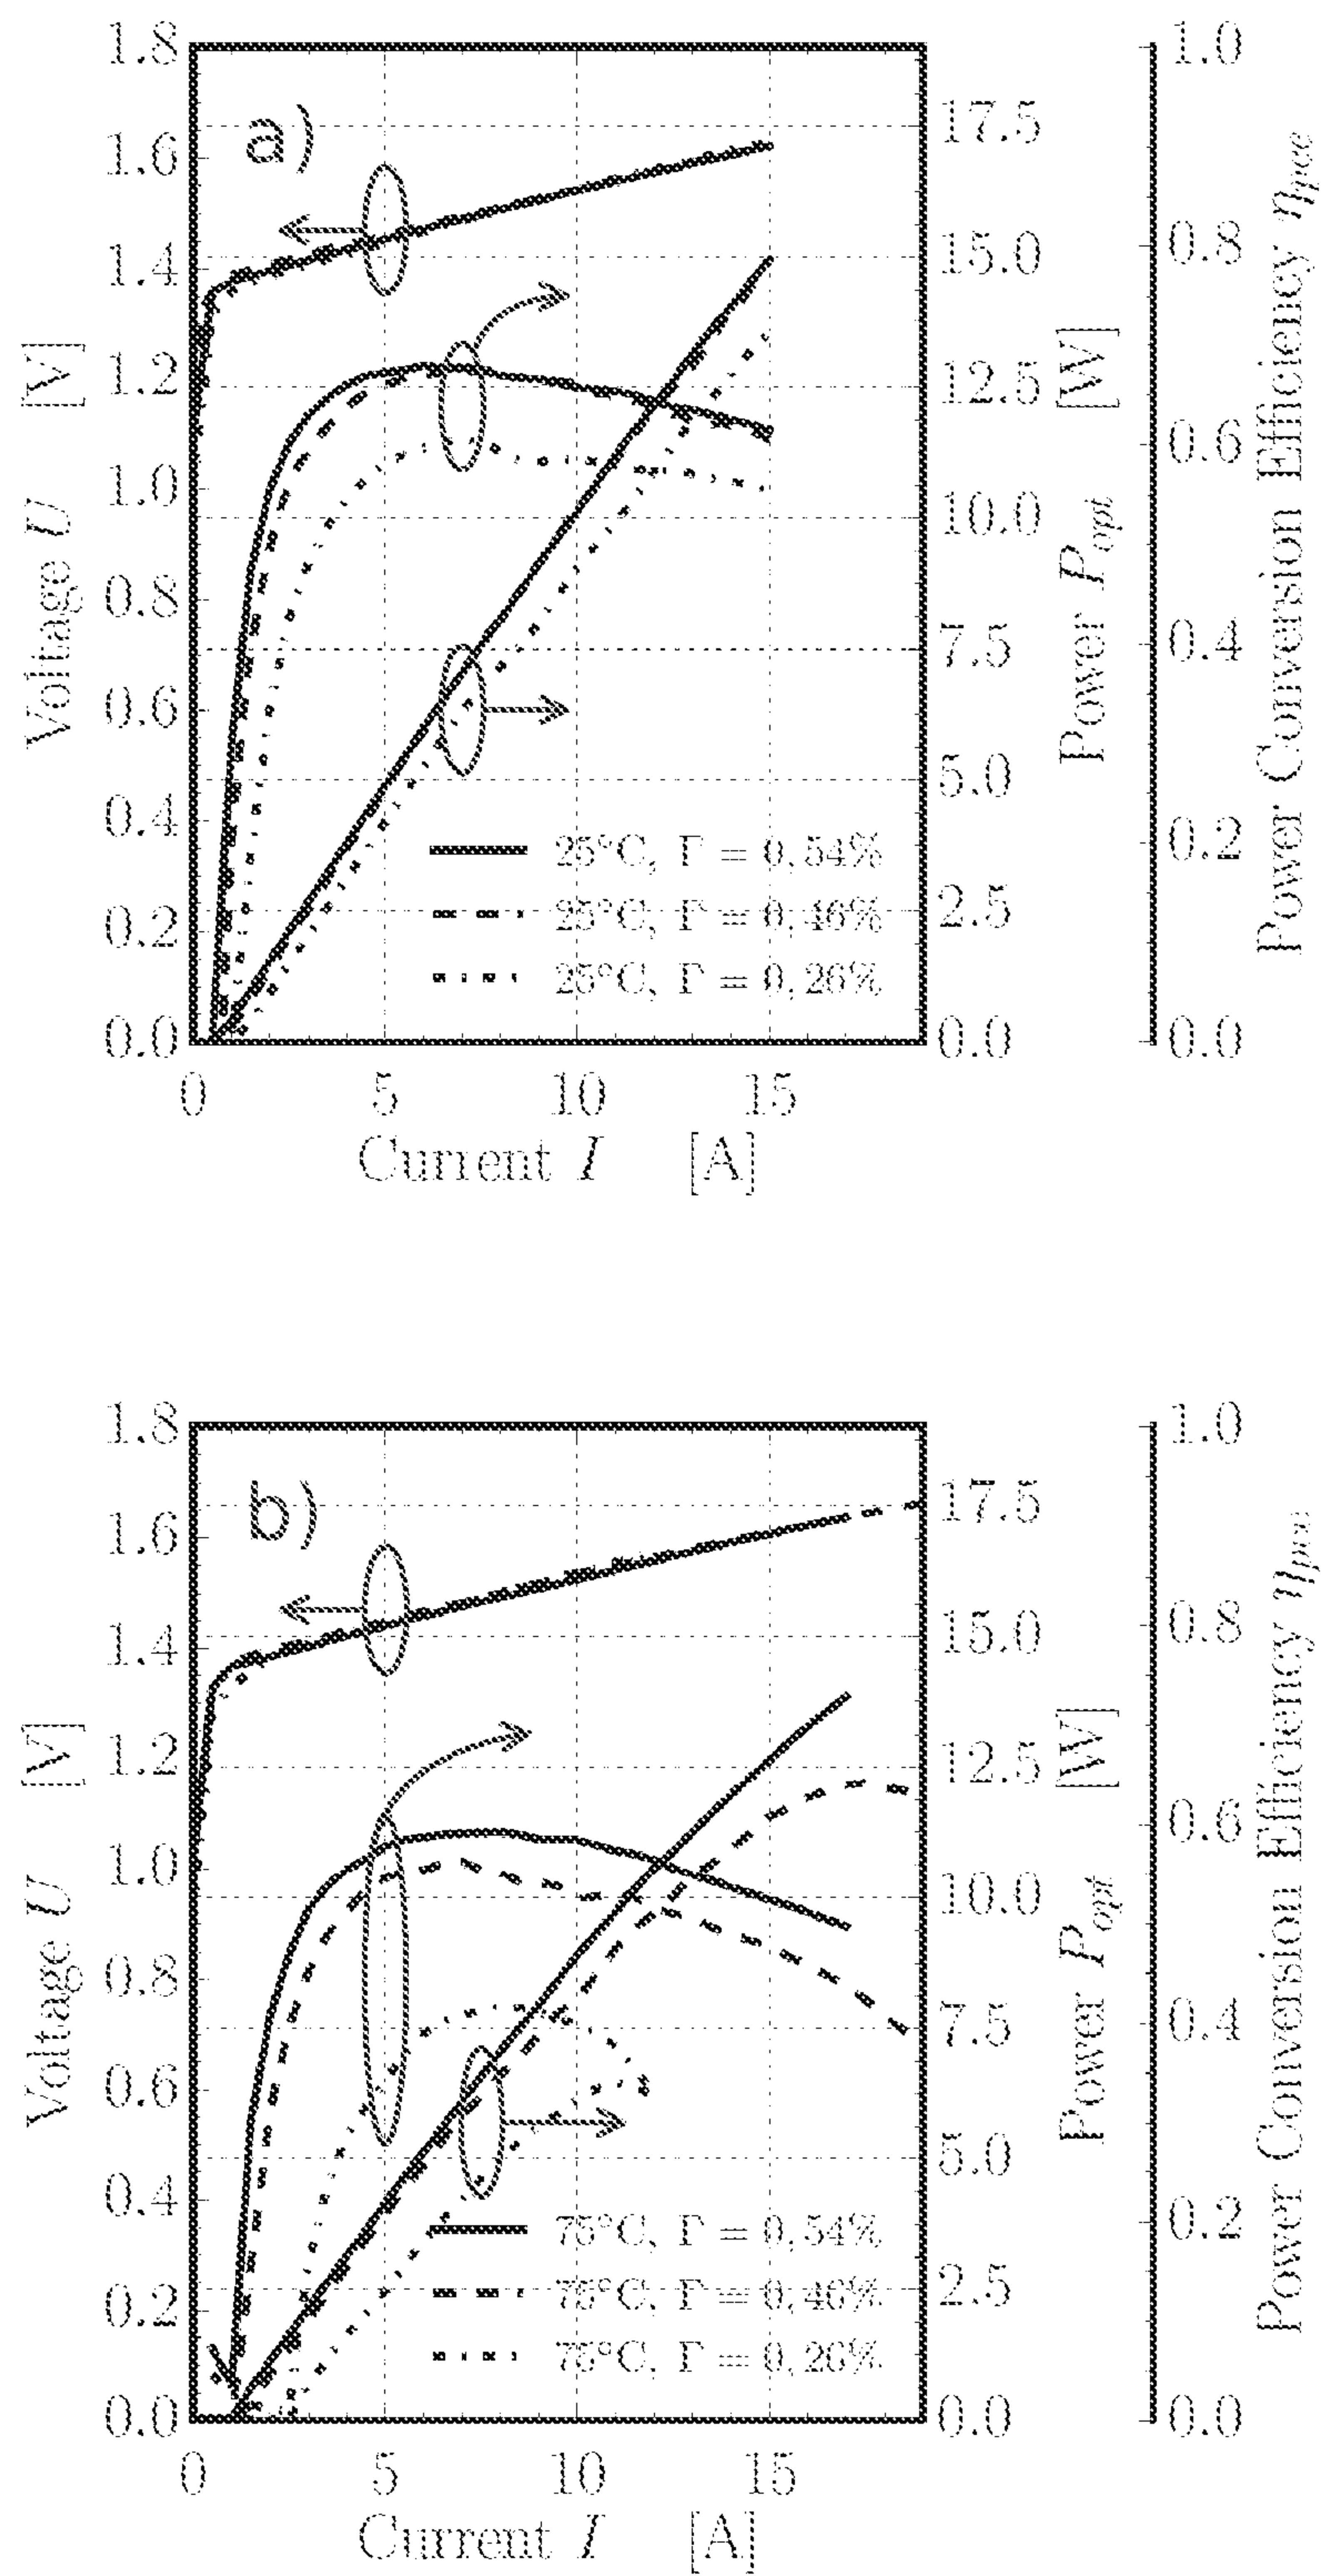 a)
1.8
1.6
1.4
1.2
1.0
0.8
0.6
0.4
0.2
0.0
Voltage U [V]
17.5
15.0
12.5
10.0
7.5
5.0
2.5
0.0
Power P_opt [W]
1.0
0.8
0.6
0.4
0.2
0.0
Power Conversion Efficiency η_pce
25°C, Γ = 0,54%
25°C, Γ = 0,46%
25°C, Γ = 0,26%
0 5 10 15
Current I [A]
b)
1.8
1.6
1.4
1.2
1.0
0.8
0.6
0.4
0.2
0.0
Voltage U [V]
17.5
15.0
12.5
10.0
7.5
5.0
2.5
0.0
Power P_opt [W]
1.0
0.8
0.6
0.4
0.2
0.0
Power Conversion Efficiency η_pce
75°C, Γ = 0,54%
75°C, Γ = 0,46%
75°C, Γ = 0,26%
0 5 10 15
Current I [A]